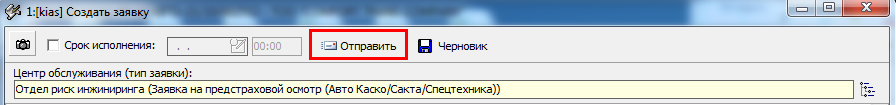 1:[kias] Создать заявку
Срок исполнения: . . 00:00 Отправить Черновик
Центр обслуживания (тип заявки):
Отдел риск инжиниринга (Заявка на предстраховой осмотр (Авто Каско/Сакта/Спецтехника))